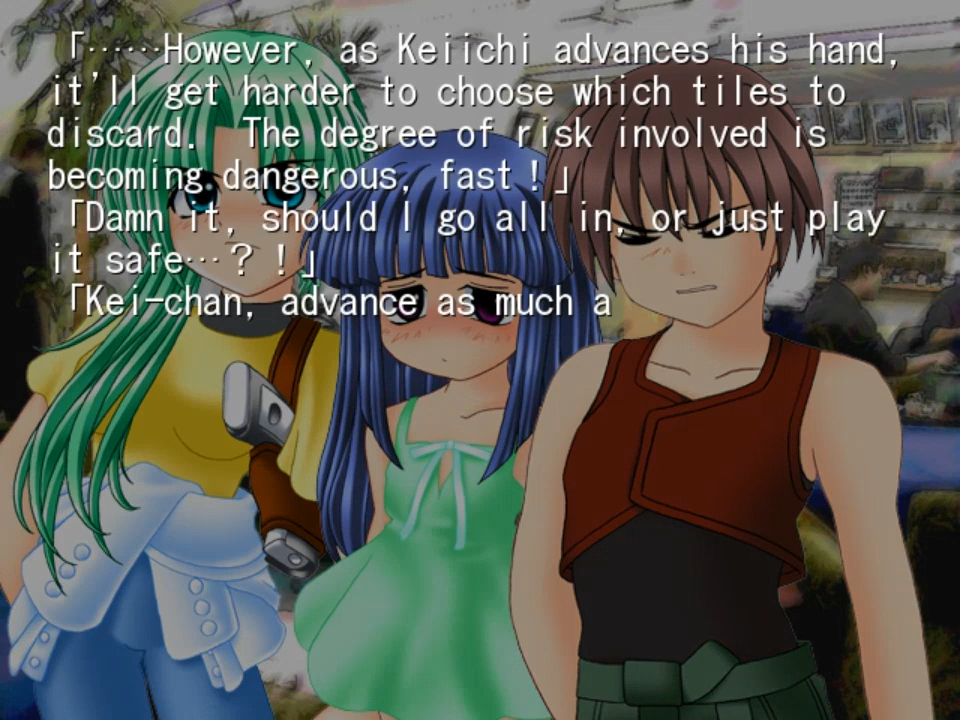 「……However, as Keiichi advances his hand,
it'll get harder to choose which tiles to
discard.  The degree of risk involved is
becoming dangerous, fast！」
「Damn it, should I go all in, or just play
it safe…？！」
「Kei-chan, advance as much a